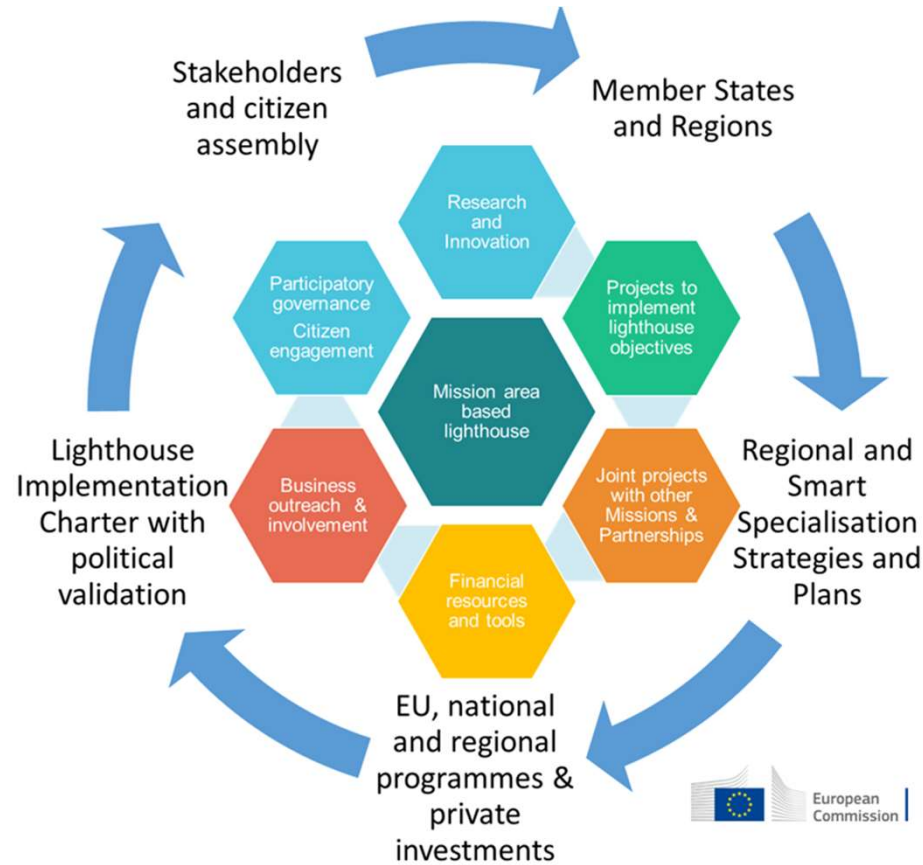 Stakeholders
and citizen
assembly
Member States
and Regions
Research
and
Innovation
Participatory
governance
Citizen
engagement
Projects to
implement
lighthouse
objectives
Mission area
based
lighthouse
Lighthouse
Implementation
Charter with
political
validation
Business
outreach &
involvement
Joint projects
with other
Missions &
Partnerships
Regional and
Smart
Specialisation
Strategies and
Plans
Financial
resources
and tools
EU, national
and regional
programmes &
private
investments
European
Commission